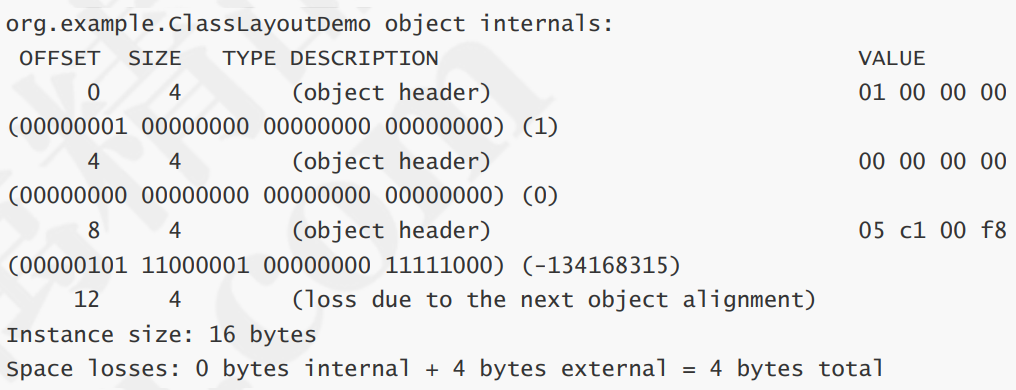 org.example.ClassLayoutDemo object internals:
OFFSET SIZE TYPE DESCRIPTION VALUE
0 4 (object header) 01 00 00 00
(00000001 00000000 00000000 00000000) (1)
4 4 (object header) 00 00 00 00
(00000000 00000000 00000000 00000000) (0)
8 4 (object header) 05 c1 00 f8
(00000101 11000001 00000000 11111000) (-134168315)
12 4 (loss due to the next object alignment)
Instance size: 16 bytes
Space losses: 0 bytes internal + 4 bytes external = 4 bytes total